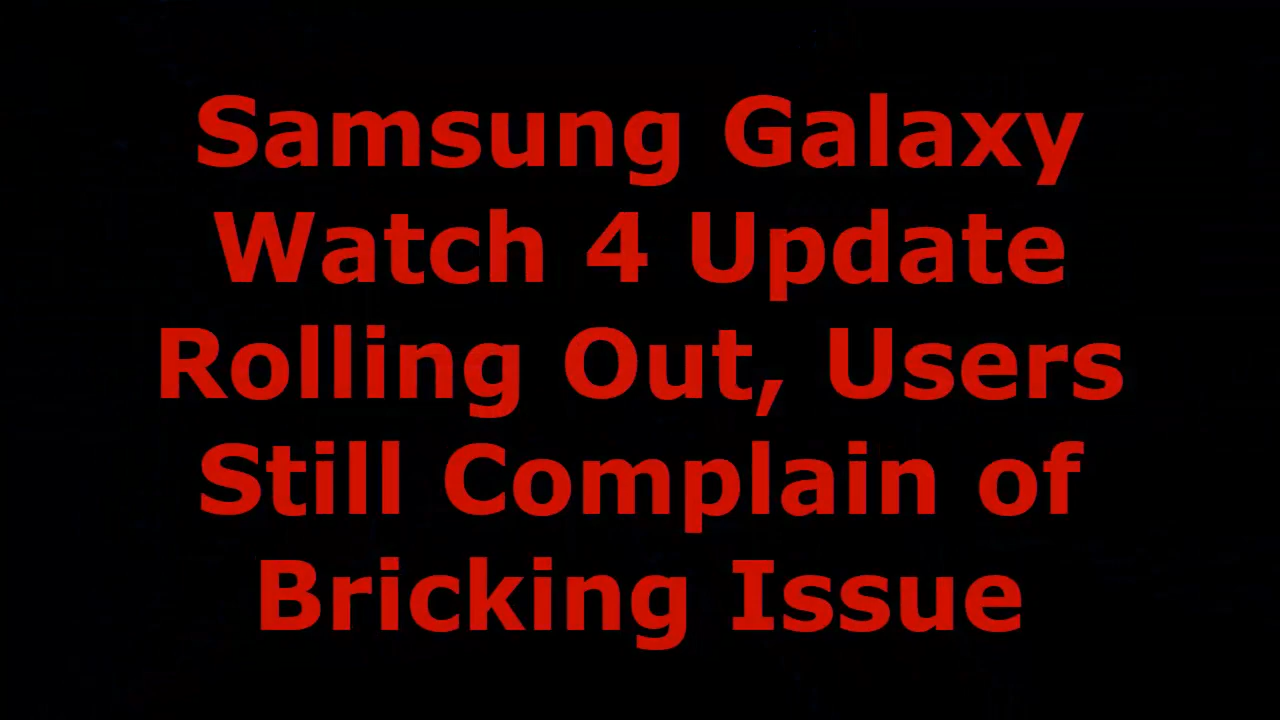 Samsung Galaxy
Watch 4 Update
Rolling Out, Users
Still Complain of
Bricking Issue